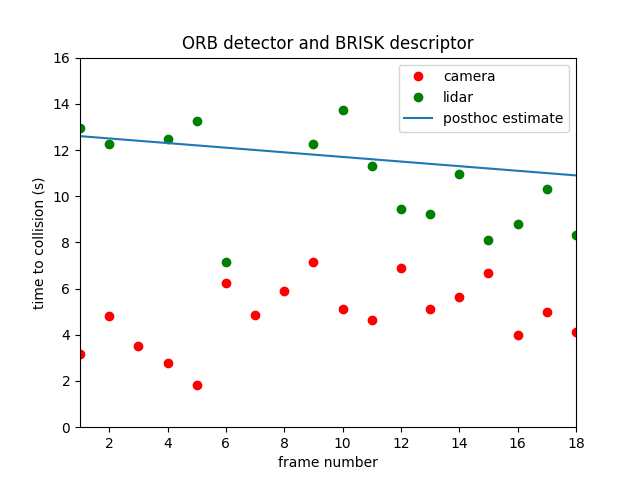 ORB detector and BRISK descriptor
16
14
12
10
8
6
4
2
0
time to collision (s)
camera
lidar
posthoc estimate
2 4 6 8 10 12 14 16 18
frame number